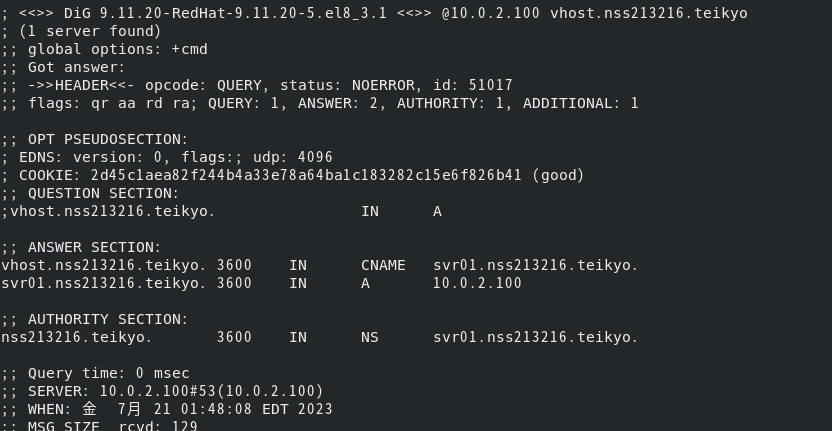 ; <<>> DiG 9.11.20-RedHat-9.11.20-5.el8_3.1 <<>> @10.0.2.100 vhost.nss213216.teikyo
; (1 server found)
;; global options: +cmd
;; Got answer:
;; ->>HEADER<<- opcode: QUERY, status: NOERROR, id: 51017
;; flags: qr aa rd ra; QUERY: 1, ANSWER: 2, AUTHORITY: 1, ADDITIONAL: 1
;; OPT PSEUDOSECTION:
; EDNS: version: 0, flags:; udp: 4096
; COOKIE: 2d45c1aea82f244b4a33e78a64ba1c183282c15e6f826b41 (good)
;; QUESTION SECTION:
;vhost.nss213216.teikyo. IN A
;; ANSWER SECTION:
vhost.nss213216.teikyo. 3600 IN CNAME svr01.nss213216.teikyo.
svr01.nss213216.teikyo. 3600 IN A 10.0.2.100
;; AUTHORITY SECTION:
nss213216.teikyo. 3600 IN NS svr01.nss213216.teikyo.
;; Query time: 0 msec
;; SERVER: 10.0.2.100#53(10.0.2.100)
;; WHEN: 金 7月 21 01:48:08 EDT 2023
;; MSG SIZE rcvd: 129